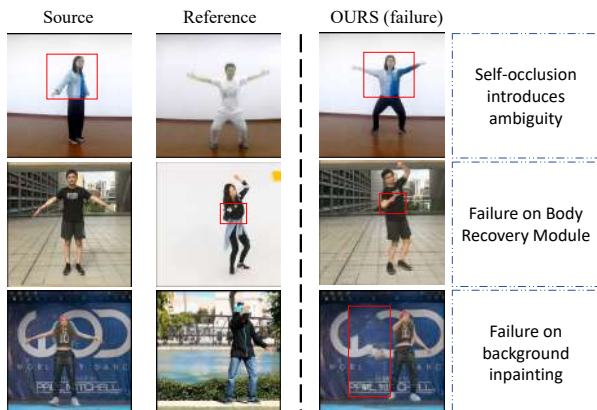 Source Reference OURS (failure)
Self-occlusion
introduces
ambiguity
Failure on Body
Recovery Module
Failure on
background
inpainting